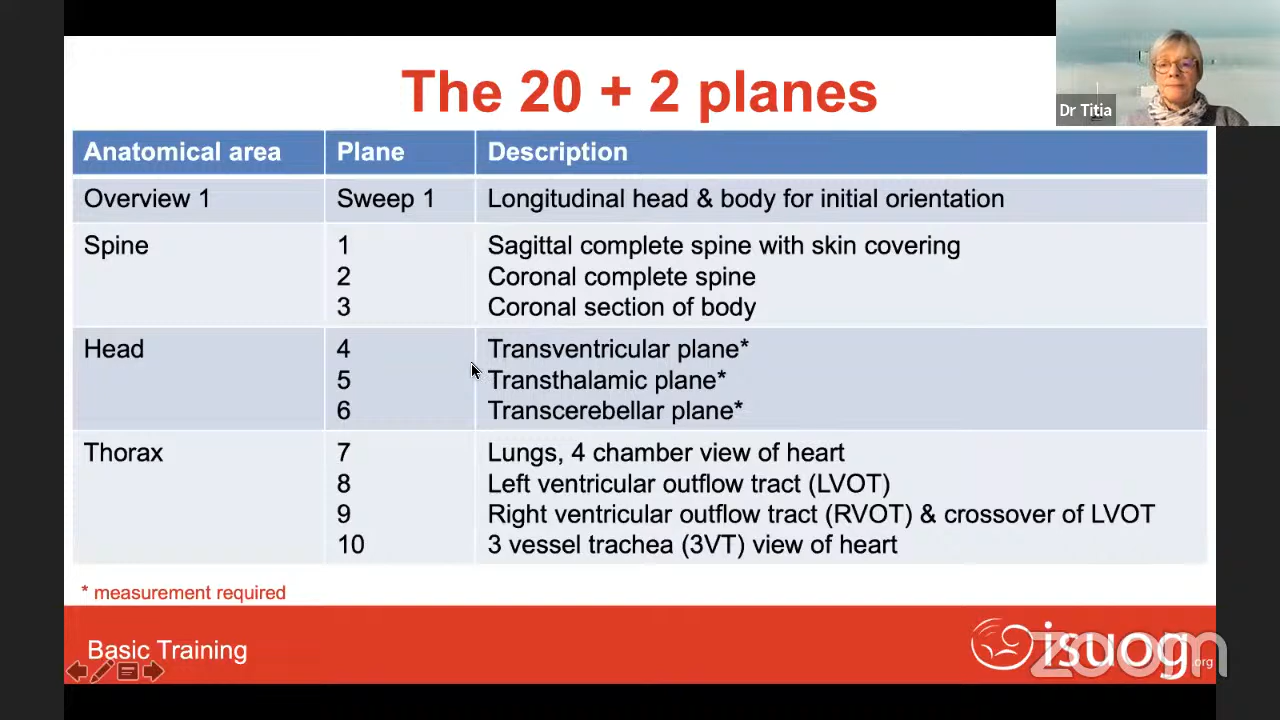 The 20 + 2 planes
Dr Titia
Anatomical area Plane Description
Overview 1 Sweep 1 Longitudinal head & body for initial orientation
Spine 1 Sagittal complete spine with skin covering
2 Coronal complete spine
3 Coronal section of body
Head 4 Transventricular plane*
5 Transthalamic plane*
6 Transcerebellar plane*
Thorax 7 Lungs, 4 chamber view of heart
8 Left ventricular outflow tract (LVOT)
9 Right ventricular outflow tract (RVOT) & crossover of LVOT
10 3 vessel trachea (3VT) view of heart
* measurement required
Basic Training
isuog.org
zoom